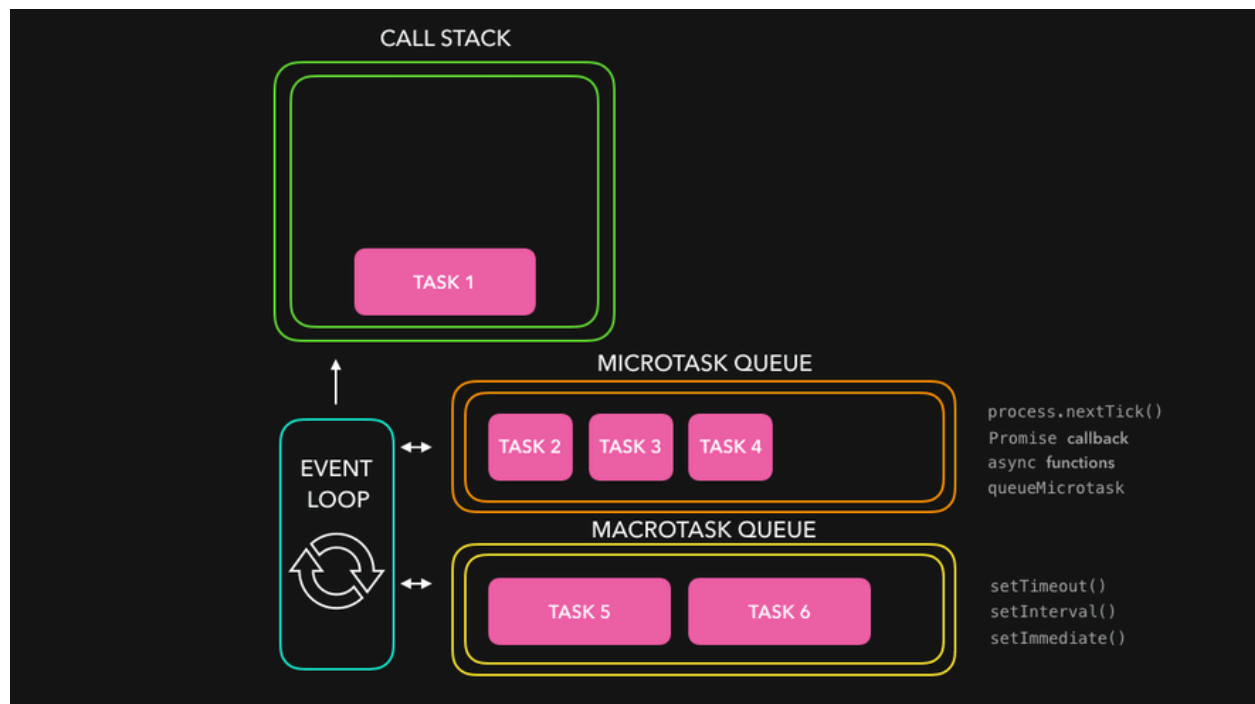 CALL STACK
TASK 1
MICROTASK QUEUE
TASK 2 TASK 3 TASK 4
process.nextTick()
Promise callback
async functions
queueMicrotask
EVENT
LOOP
MACROTASK QUEUE
TASK 5 TASK 6
setTimeout()
setInterval()
setImmediate()